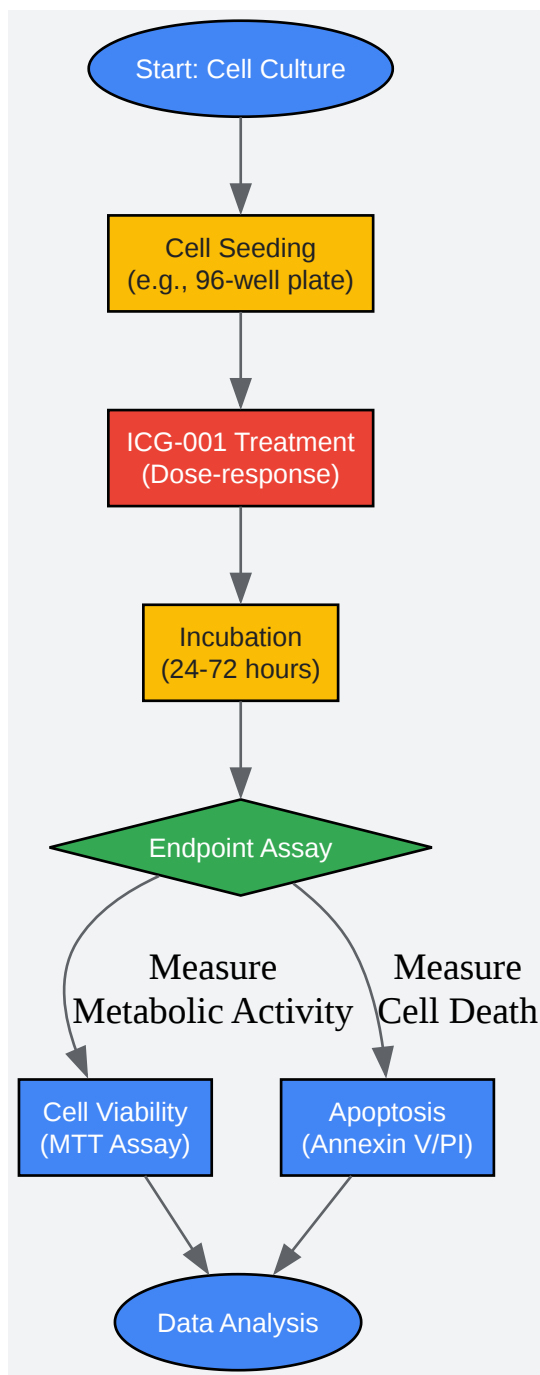 Start: Cell Culture
Cell Seeding
(e.g., 96-well plate)
ICG-001 Treatment
(Dose-response)
Incubation
(24-72 hours)
Endpoint Assay
Measure
Metabolic Activity
Measure
Cell Death
Cell Viability
(MTT Assay)
Apoptosis
(Annexin V/PI)
Data Analysis